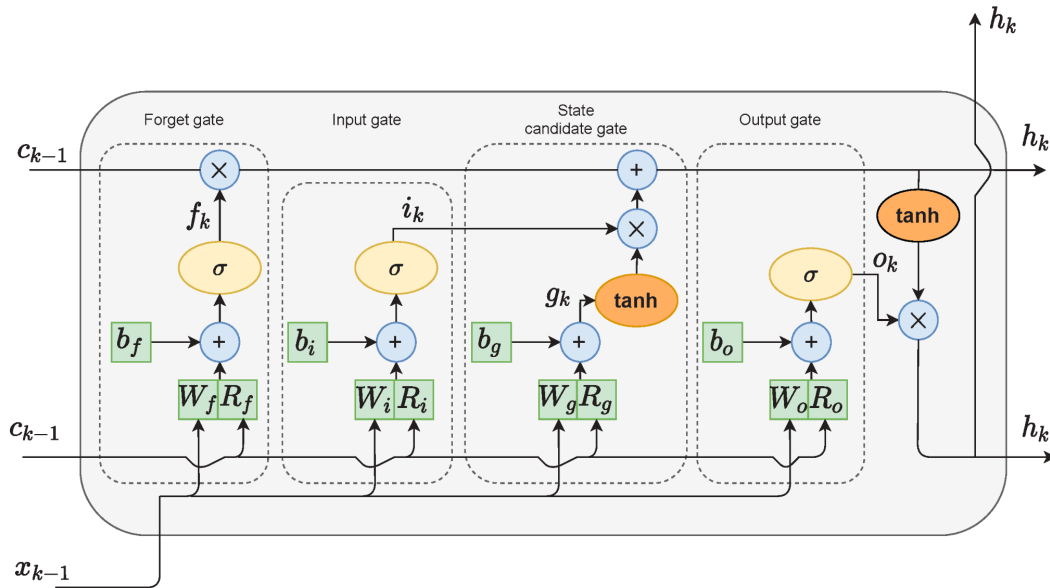 h_k
Forget gate
Input gate
State
candidate gate
Output gate
c_{k-1}
×
+
h_k
f_k
i_k
×
tanh
σ
σ
g_k
tanh
σ
o_k
×
b_f
+
b_i
+
b_g
+
b_o
+
W_f R_f
W_i R_i
W_g R_g
W_o R_o
c_{k-1}
h_k
x_{k-1}